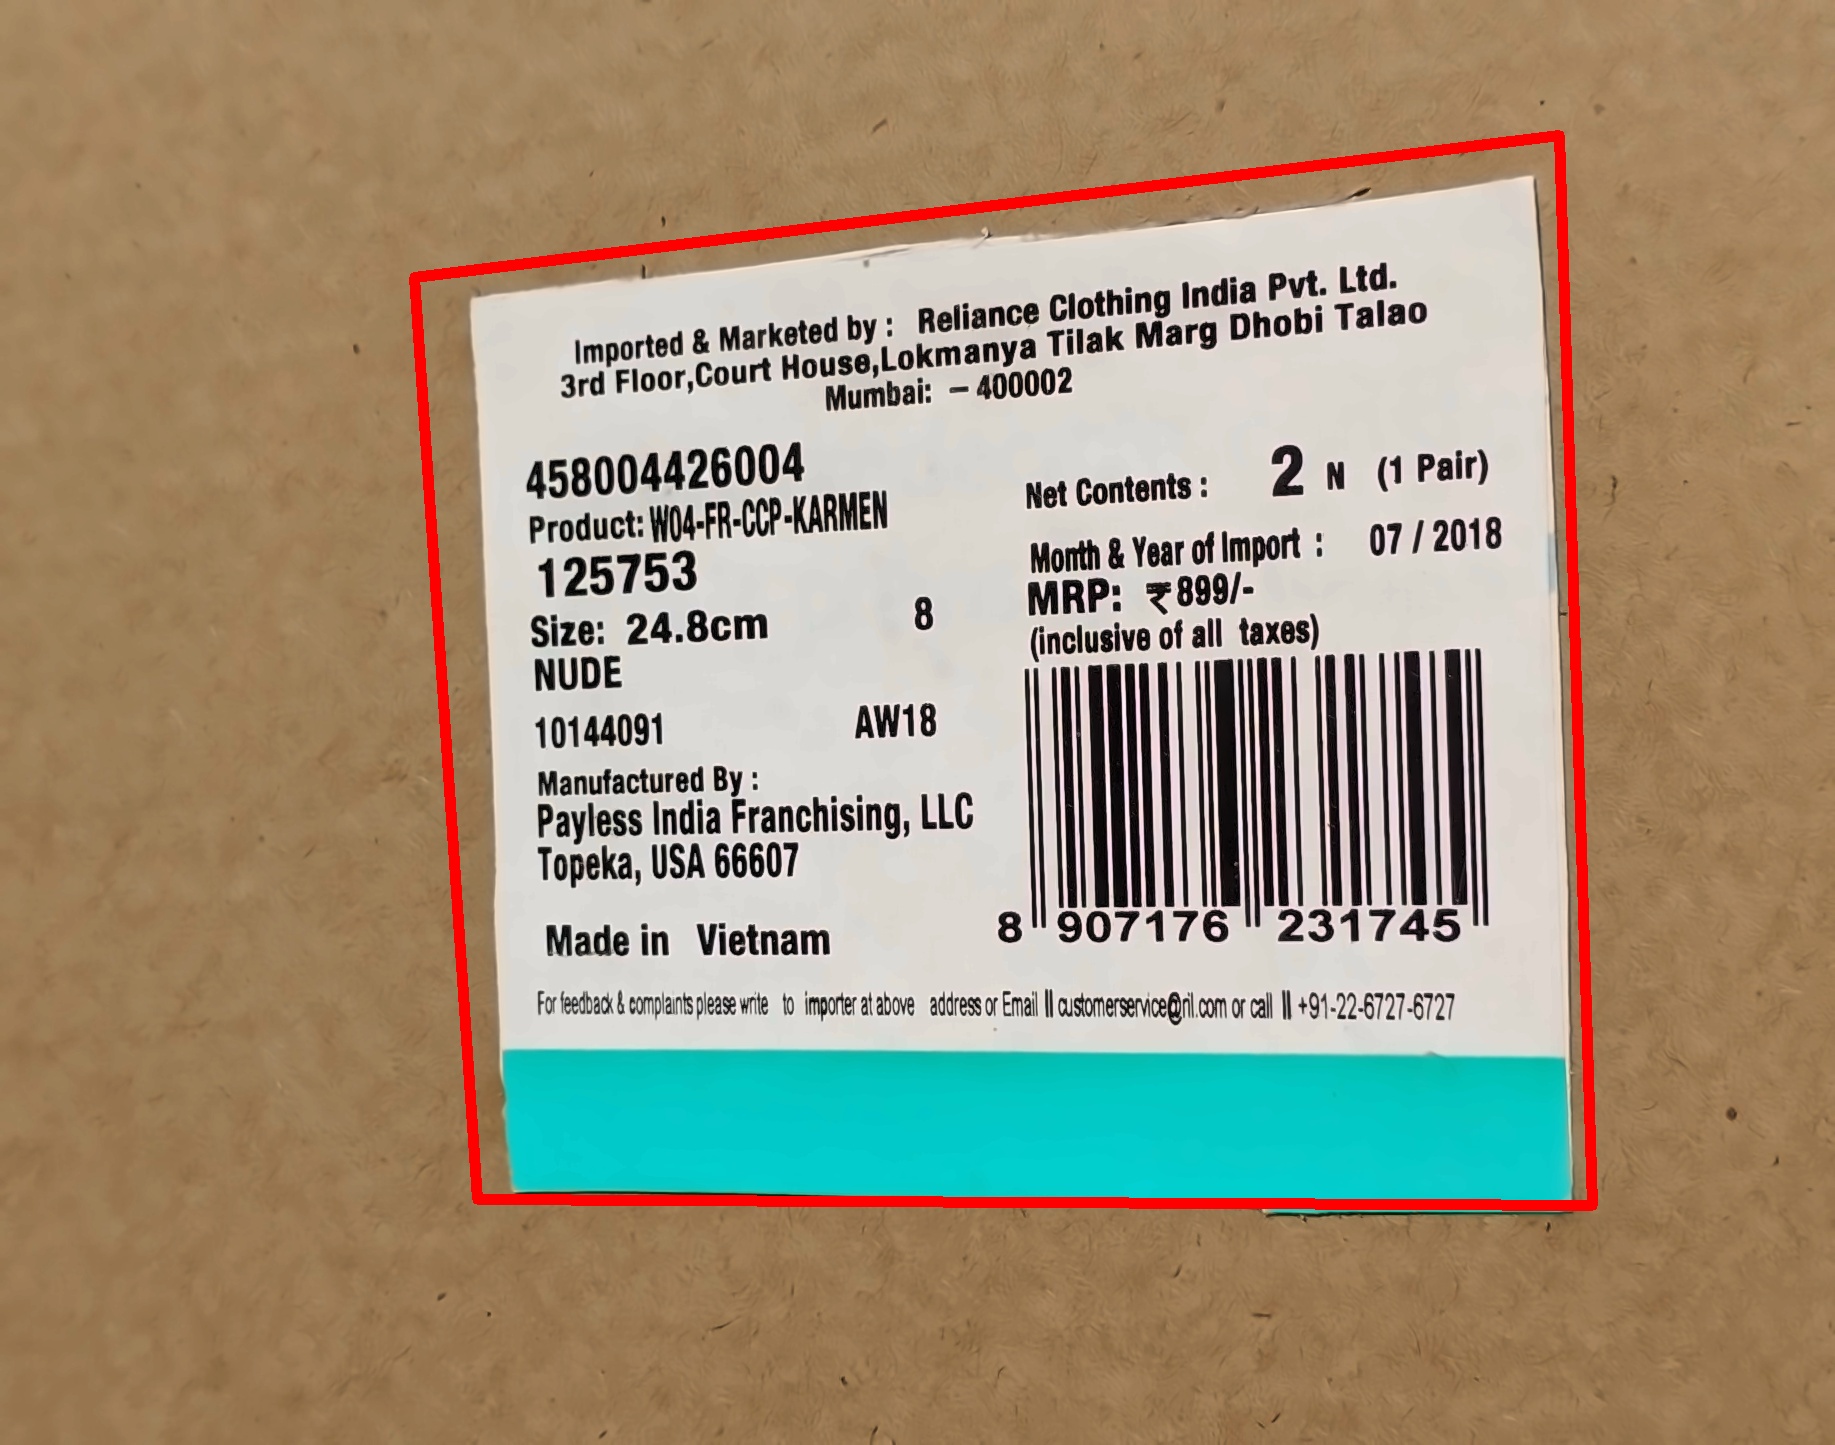 Imported & Marketed by : Reliance Clothing India Pvt. Ltd.
3rd Floor,Court House,Lokmanya Tilak Marg Dhobi Talao
Mumbai: – 400002
458004426004
Product: W04-FR-CCP-KARMEN
125753
Size: 24.8cm 8
NUDE
10144091 AW18
Manufactured By :
Payless India Franchising, LLC
Topeka, USA 66607
Made in Vietnam
Net Contents : 2 N (1 Pair)
Month & Year of Import : 07 / 2018
MRP: ₹899/-
(inclusive of all taxes)
8 907176 231745
For feedback & complaints please write to importer at above address or Email || customerservice@ril.com or call || +91-22-6727-6727